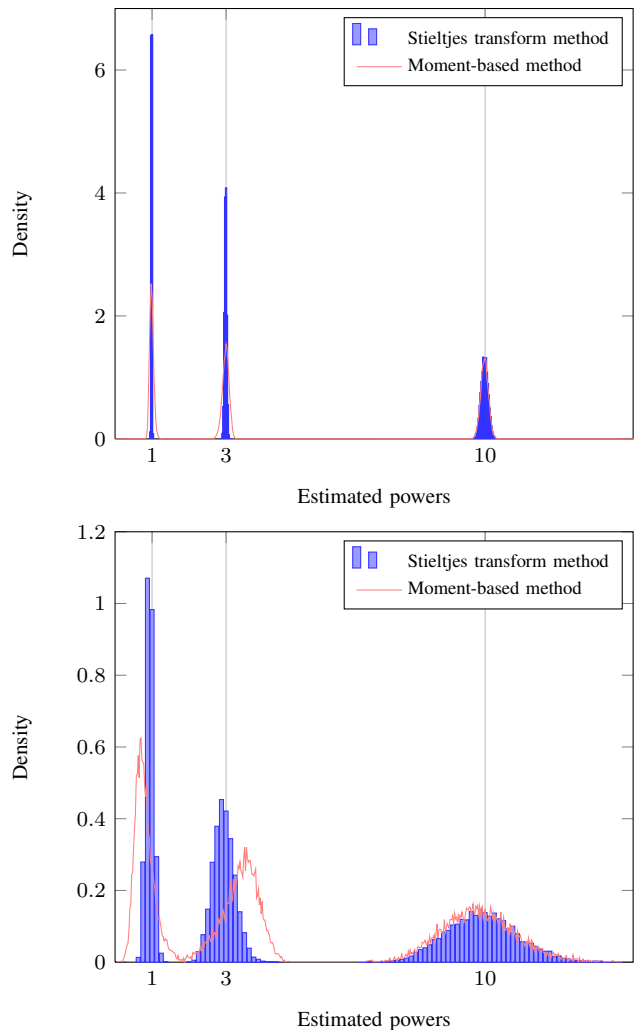 Stieltjes transform method
Moment-based method
6
4
2
0
Density
1 3 10
Estimated powers
1.2
Stieltjes transform method
Moment-based method
1
0.8
0.6
0.4
0.2
0
Density
1 3 10
Estimated powers